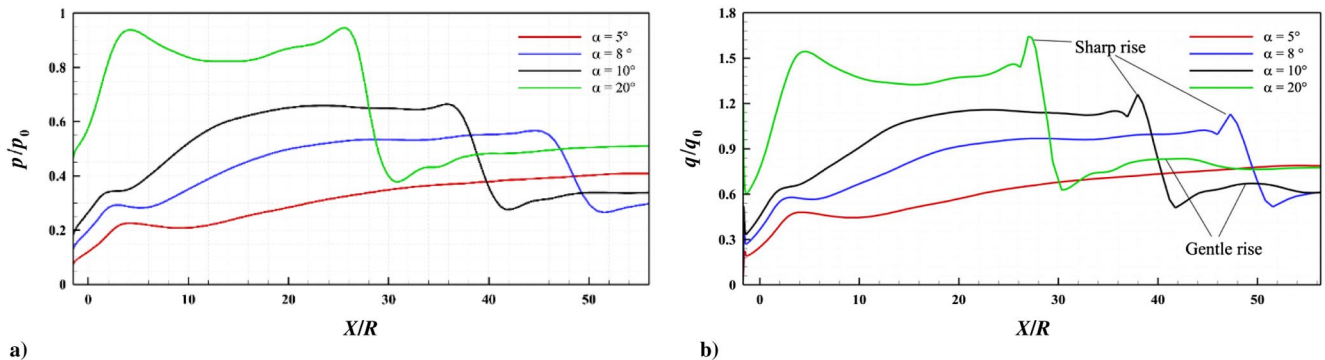 1
0.8
0.6
0.4
0.2
0
p/p₀
α = 5°
α = 8 °
α = 10°
α = 20°
0 10 20 30 40 50
X/R
a)
1.8
1.5
1.2
0.9
0.6
0.3
0
q/q₀
Sharp rise
α = 5°
α = 8 °
α = 10°
α = 20°
Gentle rise
0 10 20 30 40 50
X/R
b)